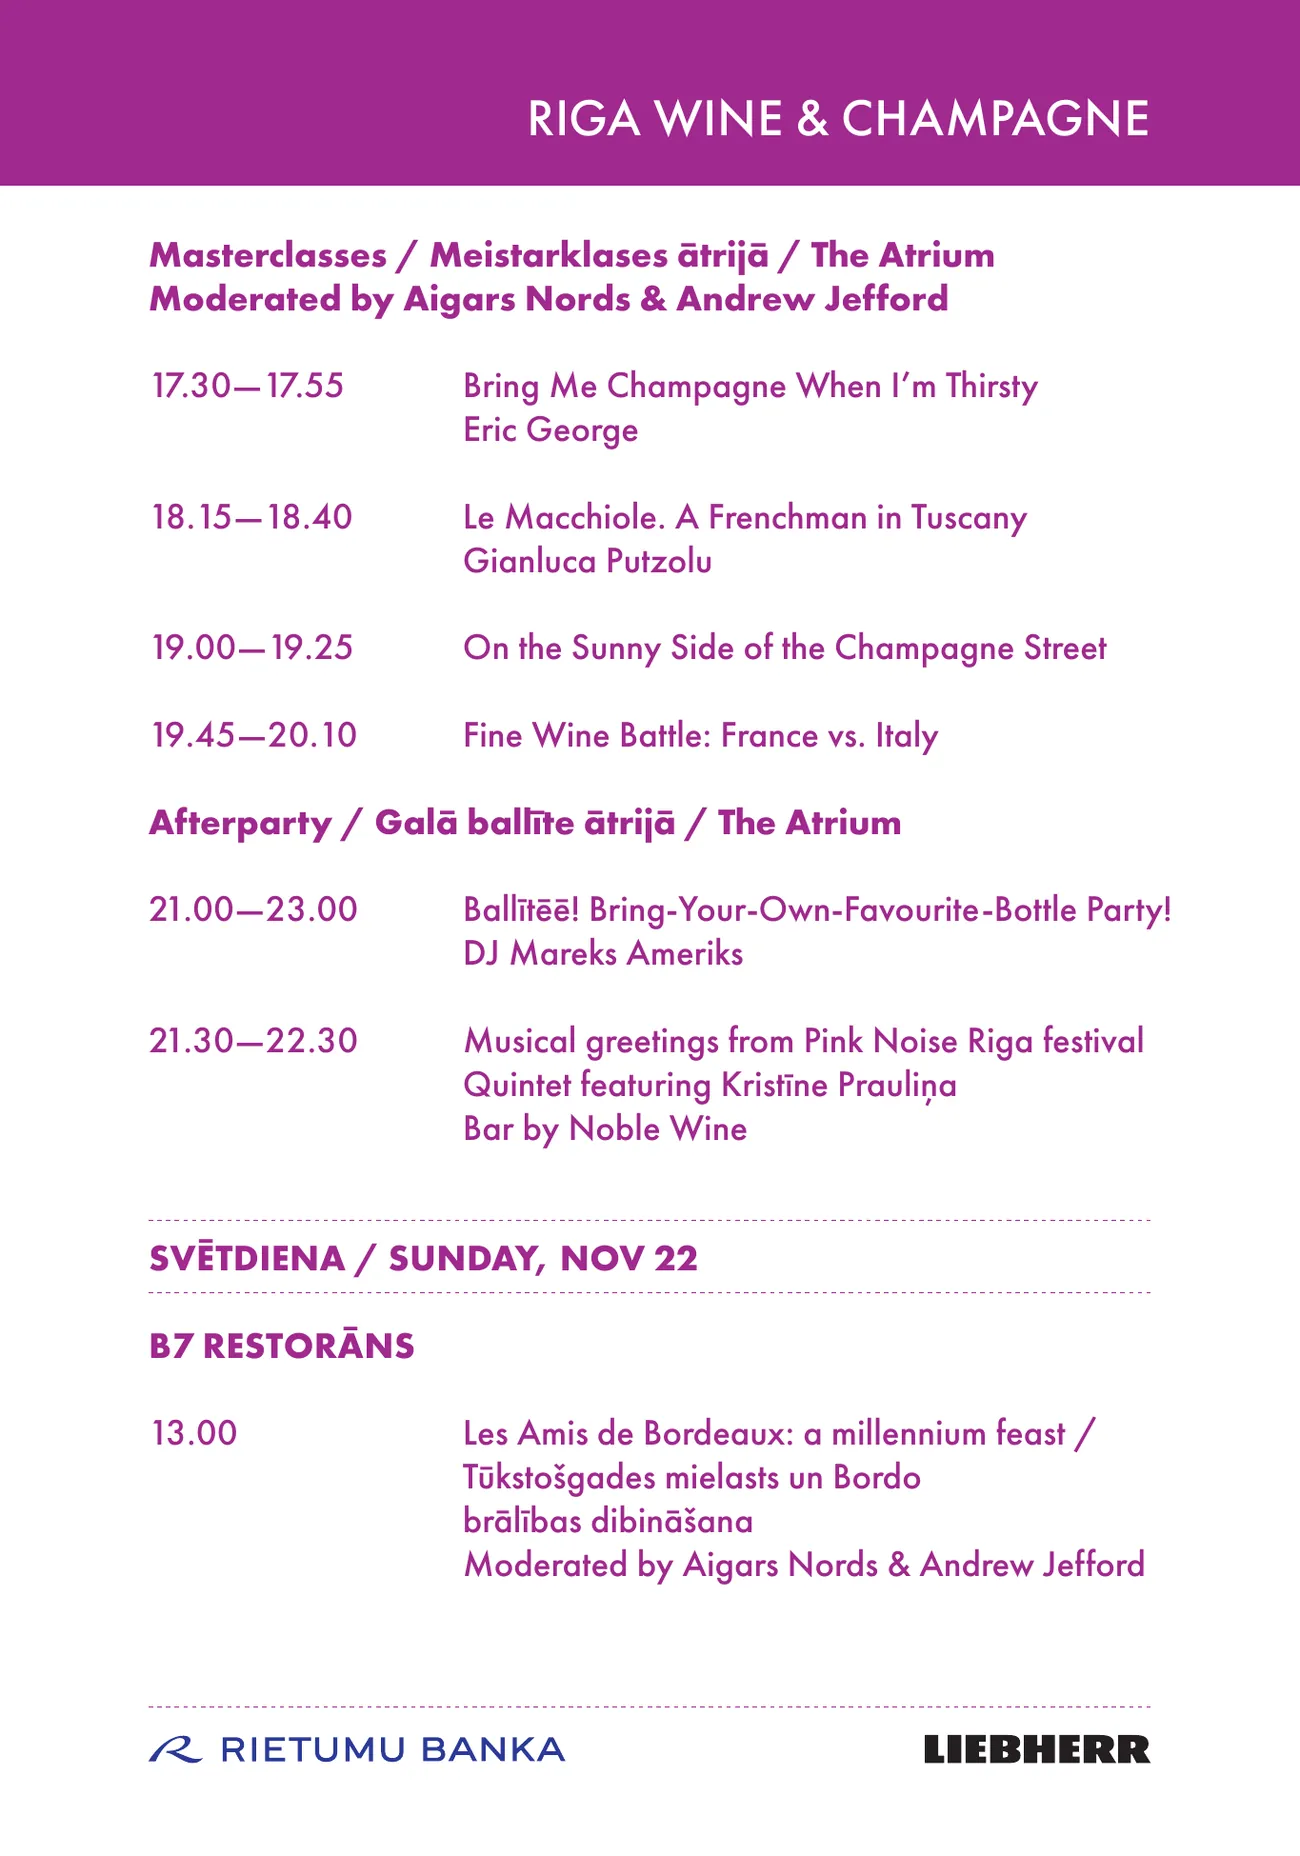 RIGA WINE & CHAMPAGNE
Masterclasses / Meistarklases ātrijā / The Atrium
Moderated by Aigars Nords & Andrew Jefford
17.30—17.55 Bring Me Champagne When I’m Thirsty
Eric George
18.15—18.40 Le Macchiole. A Frenchman in Tuscany
Gianluca Putzolu
19.00—19.25 On the Sunny Side of the Champagne Street
19.45—20.10 Fine Wine Battle: France vs. Italy
Afterparty / Galā ballīte ātrijā / The Atrium
21.00—23.00 Ballītēē! Bring-Your-Own-Favourite-Bottle Party!
DJ Mareks Ameriks
21.30—22.30 Musical greetings from Pink Noise Riga festival
Quintet featuring Kristīne Prauliņa
Bar by Noble Wine
SVĒTDIENA / SUNDAY, NOV 22
B7 RESTORĀNS
13.00 Les Amis de Bordeaux: a millennium feast /
Tūkstošgades mielasts un Bordo
brālības dibināšana
Moderated by Aigars Nords & Andrew Jefford
RIETUMU BANKA LIEBHERR